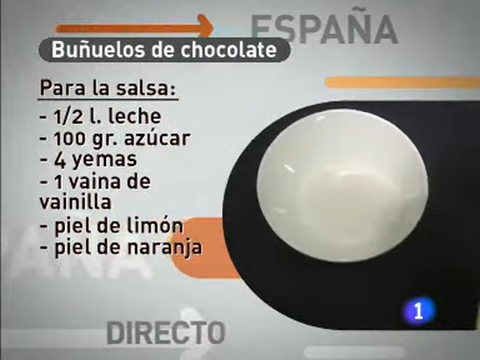 ESPAÑA
Buñuelos de chocolate
Para la salsa:
- 1/2 l. leche
- 100 gr. azúcar
- 4 yemas
- 1 vaina de
vainilla
- piel de limón
- piel de naranja
AÑA
1
DIRECTO